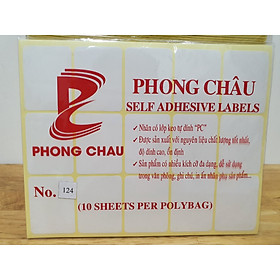 PHONG CHAU
PHONG CHÂU
SELF ADHESIVE LABELS
Nhãn có lớp keo tự dính "PC"
Được sản xuất với nguyên liệu chất lượng tốt nhất,
độ dính cao, ổn định
Sản phẩm có nhiều kích cỡ đa dạng, dễ sử dụng
trong văn phòng, ghi chú, in ấn nhãn phụ sản phẩm...
No. 124
(10 SHEETS PER POLYBAG)